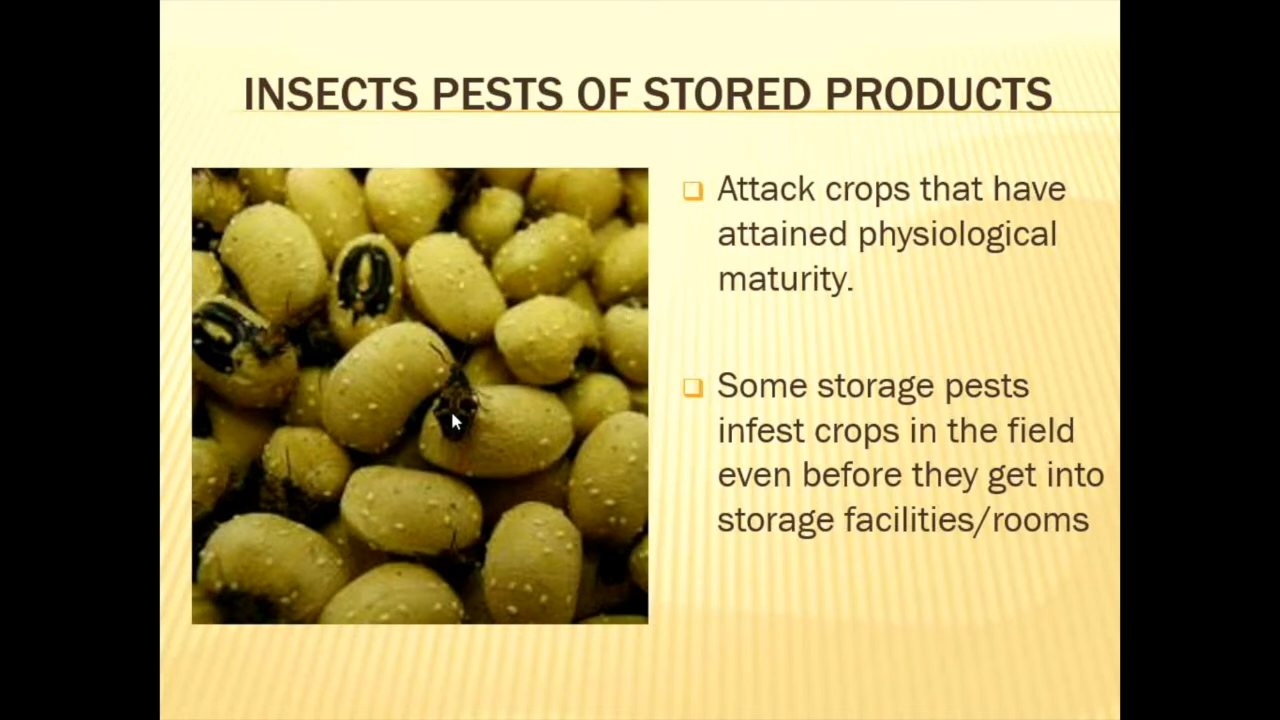 INSECTS PESTS OF STORED PRODUCTS
Attack crops that have
attained physiological
maturity.
Some storage pests
infest crops in the field
even before they get into
storage facilities/rooms